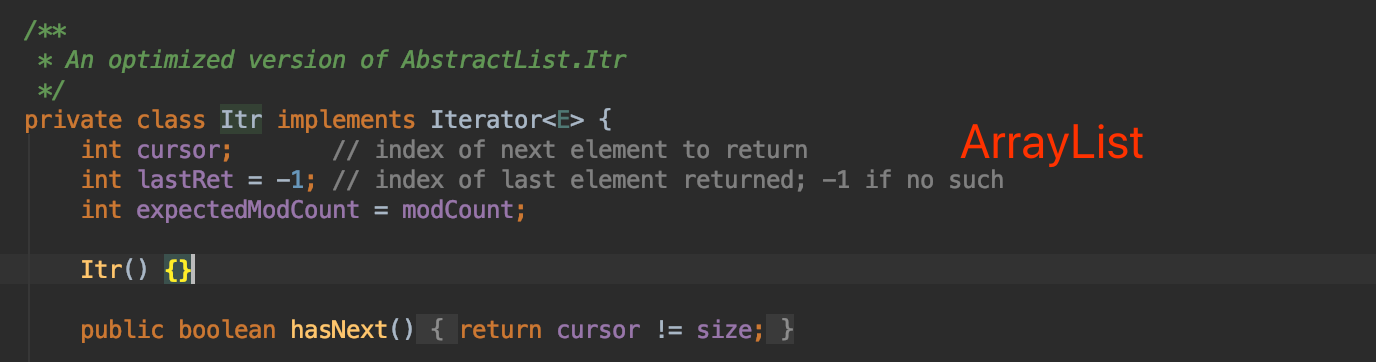 /**
 * An optimized version of AbstractList.Itr
 */
private class Itr implements Iterator<E> {
    int cursor;       // index of next element to return
ArrayList
    int lastRet = -1; // index of last element returned; -1 if no such
    int expectedModCount = modCount;
    Itr() {}
    public boolean hasNext() { return cursor != size; }